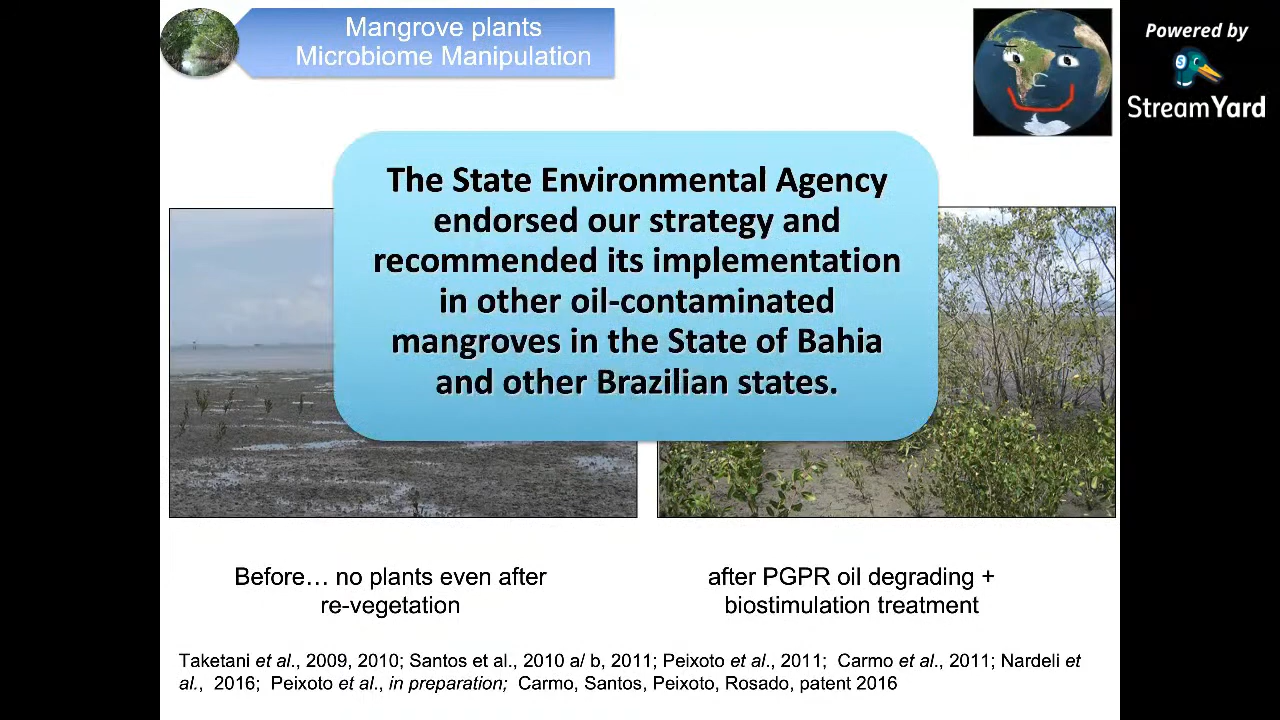 Mangrove plants
Microbiome Manipulation
Powered by
StreamYard
The State Environmental Agency
endorsed our strategy and
recommended its implementation
in other oil-contaminated
mangroves in the State of Bahia
and other Brazilian states.
Before… no plants even after
re-vegetation
after PGPR oil degrading +
biostimulation treatment
Taketani et al., 2009, 2010; Santos et al., 2010 a/ b, 2011; Peixoto et al., 2011;  Carmo et al., 2011; Nardeli et
al.,  2016;  Peixoto et al., in preparation;  Carmo, Santos, Peixoto, Rosado, patent 2016